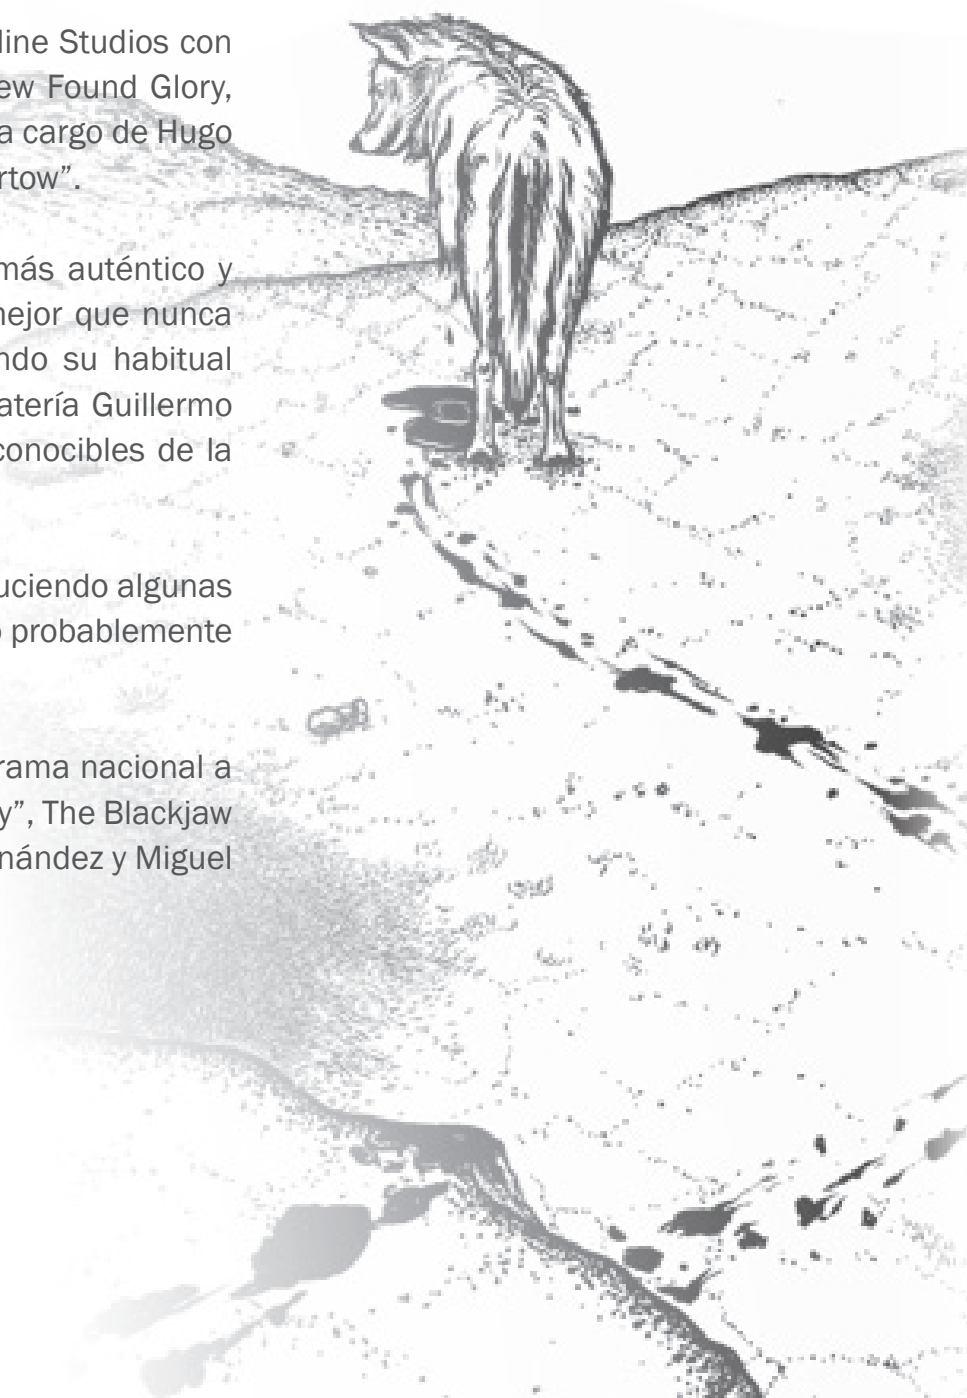 line Studios con
ew Found Glory,
a cargo de Hugo
rtow”.
más auténtico y
nejor que nunca
ndo su habitual
atería Guillermo
conocibles de la
uciendo algunas
o probablemente
rama nacional a
y”, The Blackjaw
nández y Miguel